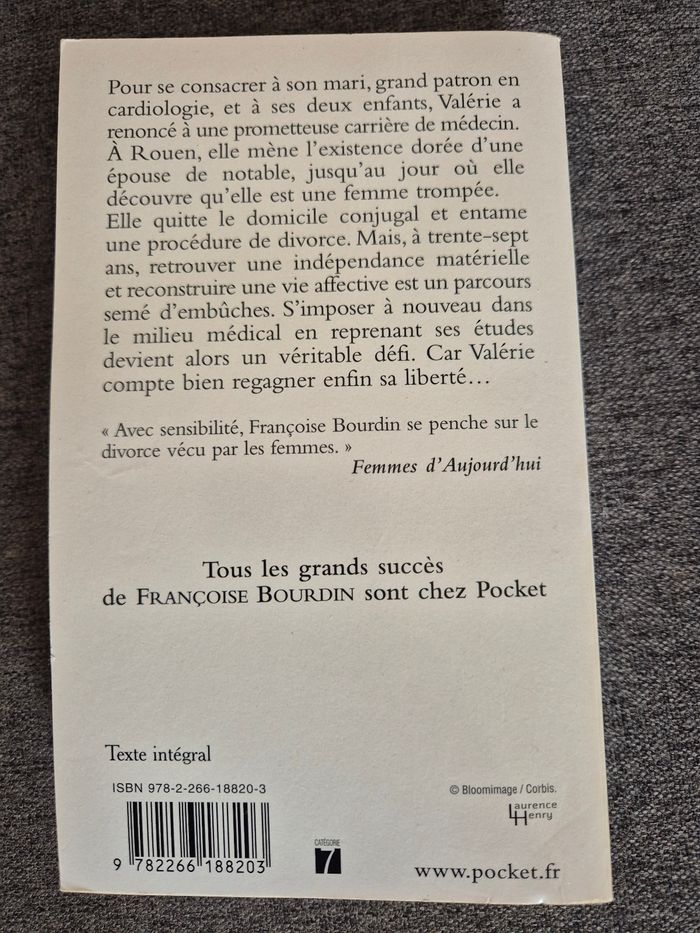 Pour se consacrer à son mari, grand patron en
cardiologie, et à ses deux enfants, Valérie a
renoncé à une prometteuse carrière de médecin.
À Rouen, elle mène l'existence dorée d'une
épouse de notable, jusqu'au jour où elle
découvre qu'elle est une femme trompée.
Elle quitte le domicile conjugal et entame
une procédure de divorce. Mais, à trente-sept
ans, retrouver une indépendance matérielle
et reconstruire une vie affective est un parcours
semé d'embûches. S'imposer à nouveau dans
le milieu médical en reprenant ses études
devient alors un véritable défi. Car Valérie
compte bien regagner enfin sa liberté…
« Avec sensibilité, Françoise Bourdin se penche sur le
divorce vécu par les femmes. »
Femmes d'Aujourd'hui
Tous les grands succès
de FRANÇOISE BOURDIN sont chez Pocket
Texte intégral
ISBN 978-2-266-18820-3
9 782266 188203
CATÉGORIE
7
© Bloomimage / Corbis.
Laurence
Henry
www.pocket.fr